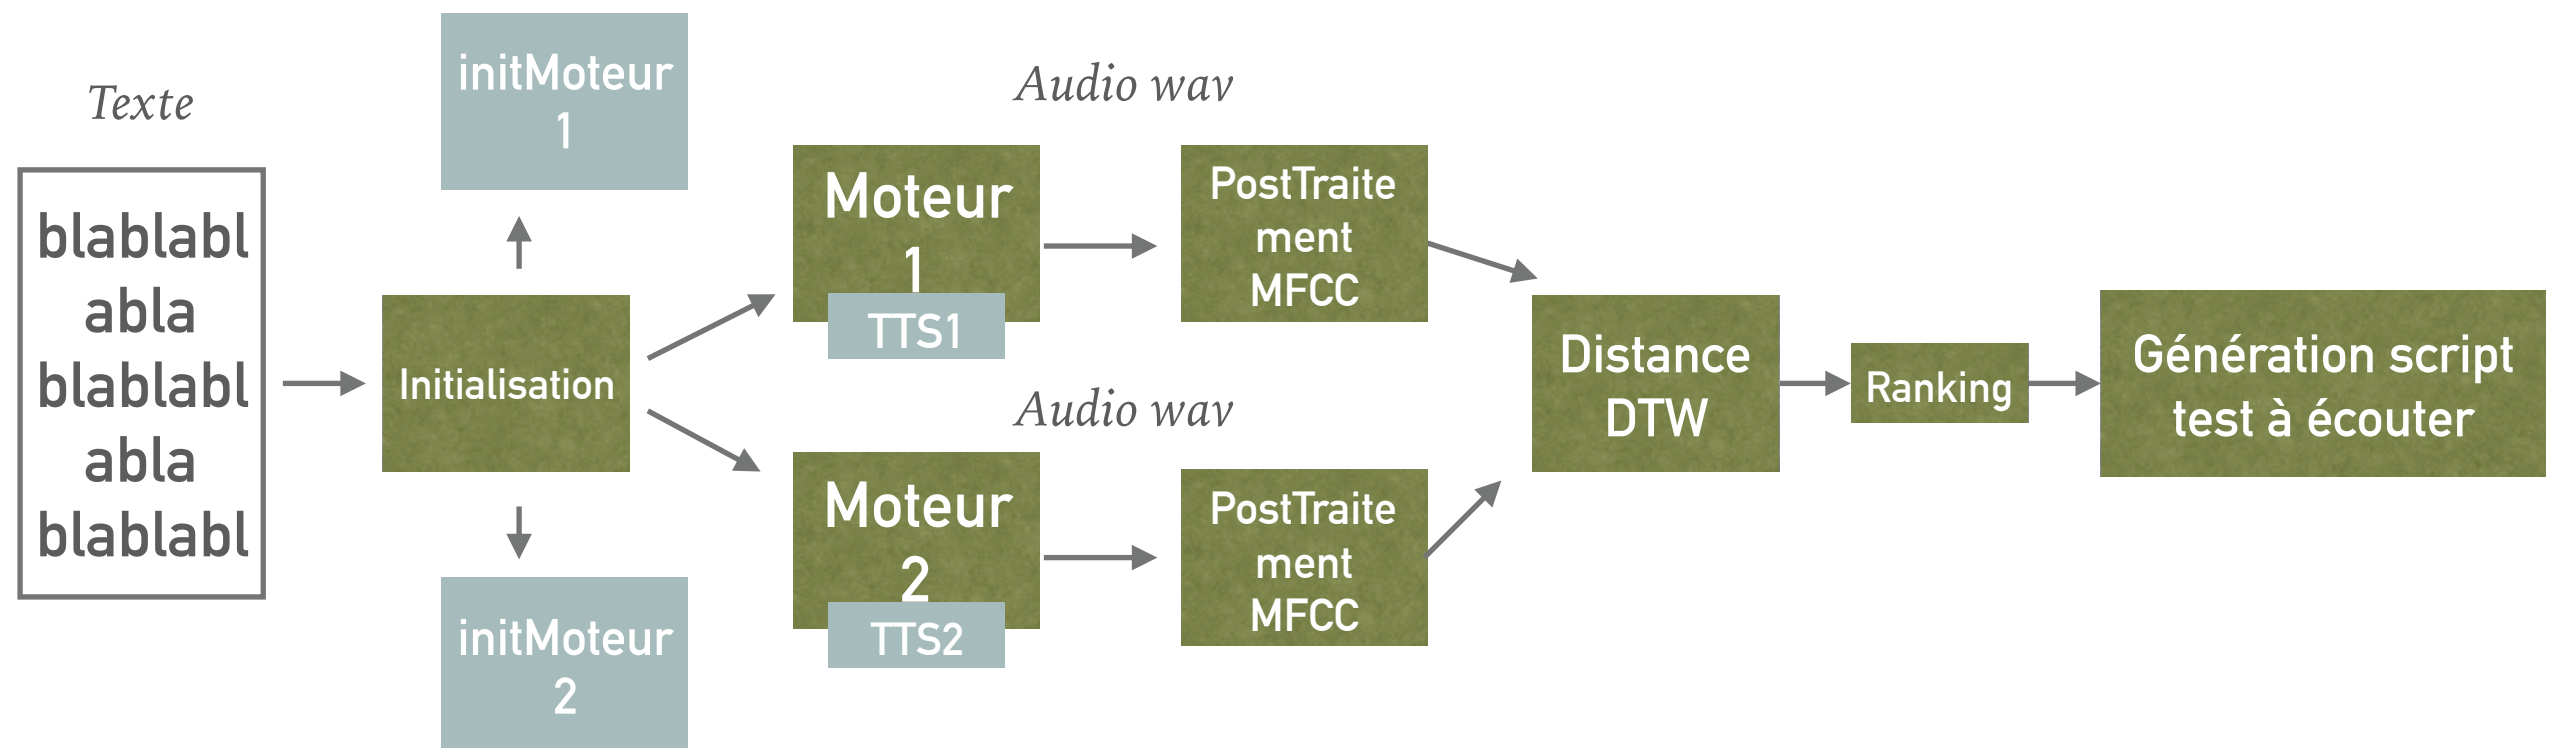 Texte
blablabl
abla
blablabl
abla
blablabl
initMoteur
1
Initialisation
initMoteur
2
Audio wav
Moteur
1
TTS1
PostTraite
ment
MFCC
Audio wav
Moteur
2
TTS2
PostTraite
ment
MFCC
Distance
DTW
Ranking
Génération script
test à écouter